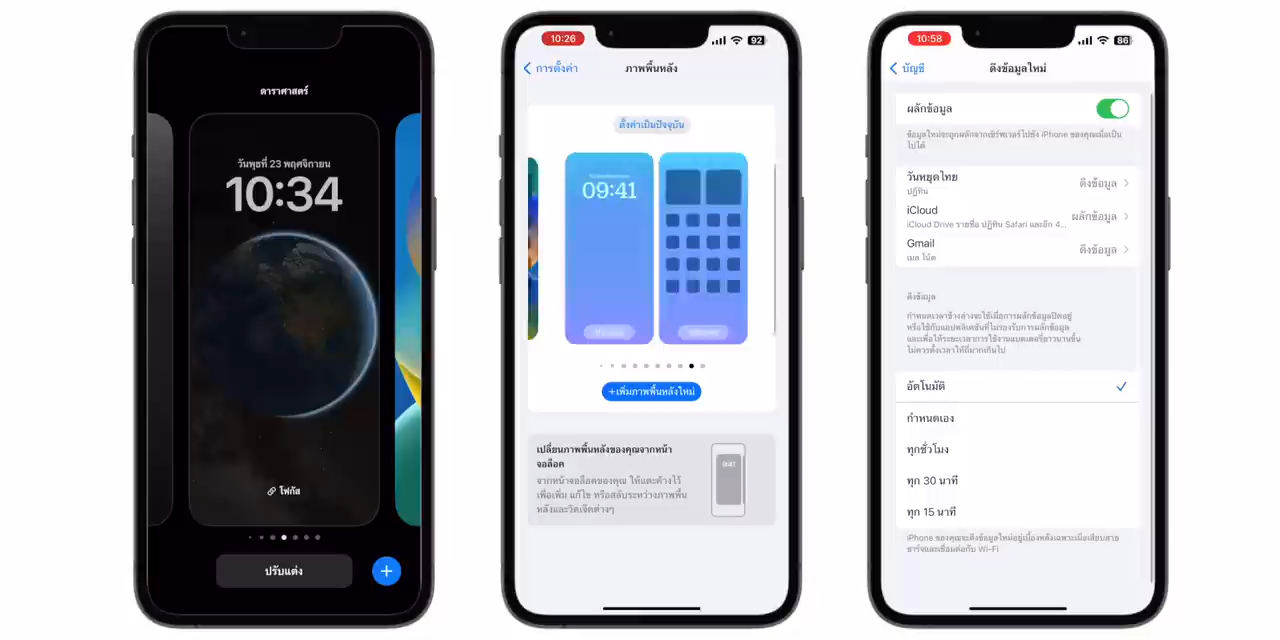 ดาราศาสตร์
วันพุธที่ 23 พฤศจิกายน
10:34
โฟกัส
ปรับแต่ง
10:26
92
การตั้งค่า
ภาพพื้นหลัง
ตั้งค่าเป็นปัจจุบัน
09:41
+เพิ่มภาพพื้นหลังใหม่
เปลี่ยนภาพพื้นหลังของคุณจากหน้า
จอล็อค
จากหน้าจอล็อคของคุณ ให้แตะค้างไว้
เพื่อเพิ่ม แก้ไข หรือสลับระหว่างภาพพื้น
หลังและวิดเจ็ตต่างๆ
9:41
10:58
86
บัญชี
ดึงข้อมูลใหม่
ผลักข้อมูล
ข้อมูลใหม่จะถูกผลักจากเซิร์ฟเวอร์ไปยัง iPhone ของคุณเมื่อเป็น
ไปได้
วันหยุดไทย
ปฏิทิน
ดึงข้อมูล
iCloud
iCloud Drive รายชื่อ ปฏิทิน Safari และอีก 4...
ผลักข้อมูล
Gmail
เมล โน้ต
ดึงข้อมูล
ดึงข้อมูล
กำหนดเวลาข้างล่างจะใช้เมื่อการผลักข้อมูลปิดอยู่
หรือใช้กับแอปพลิเคชันที่ไม่รองรับการผลักข้อมูล
และเพื่อให้ระยะเวลาการใช้งานแบตเตอรี่ยาวนานขึ้น
ไม่ควรตั้งเวลาให้ถี่มากเกินไป
อัตโนมัติ
กำหนดเอง
ทุกชั่วโมง
ทุก 30 นาที
ทุก 15 นาที
iPhone ของคุณจะดึงข้อมูลใหม่อยู่เบื้องหลังเฉพาะเมื่อเสียบสาย
ชาร์จและเชื่อมต่อกับ Wi-Fi